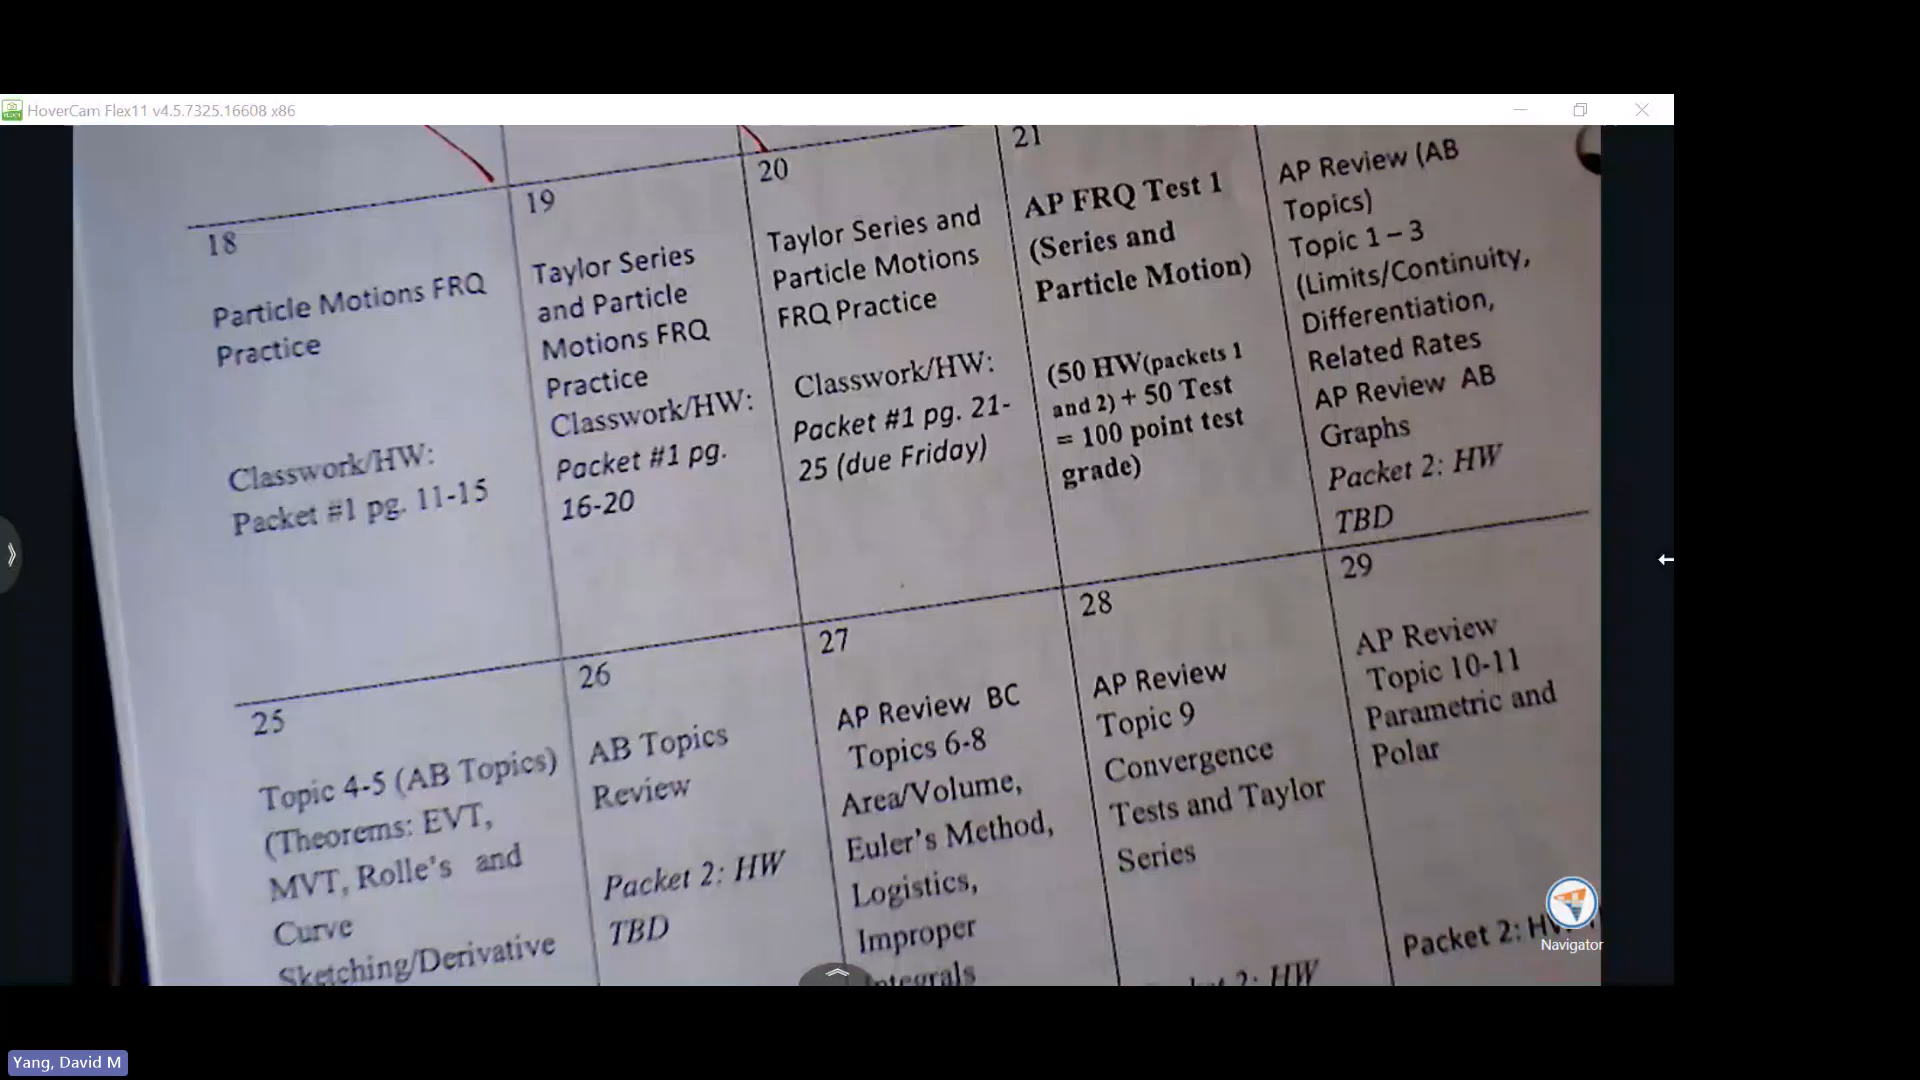 HoverCam Flex11 v4.5.7325.16608 x86
18
Particle Motions FRQ
Practice
Classwork/HW:
Packet #1 pg. 11-15
19
Taylor Series
and Particle
Motions FRQ
Practice
Classwork/HW:
Packet #1 pg.
16-20
20
Taylor Series and
Particle Motions
FRQ Practice
Classwork/HW:
Packet #1 pg. 21-
25 (due Friday)
21
AP FRQ Test 1
(Series and
Particle Motion)
(50 HW(packets 1
and 2) + 50 Test
= 100 point test
grade)
AP Review (AB
Topics)
Topic 1 – 3
(Limits/Continuity,
Differentiation,
Related Rates
AP Review AB
Graphs
Packet 2: HW
TBD
25
Topic 4-5 (AB Topics)
(Theorems: EVT,
MVT, Rolle's and
Curve
Sketching/Derivative
26
AB Topics
Review
Packet 2: HW
TBD
27
AP Review BC
Topics 6-8
Area/Volume,
Euler's Method,
Logistics,
Improper
Integrals
28
AP Review
Topic 9
Convergence
Tests and Taylor
Series
2: HW
29
AP Review
Topic 10-11
Parametric and
Polar
Packet 2:
Navigator
Yang, David M